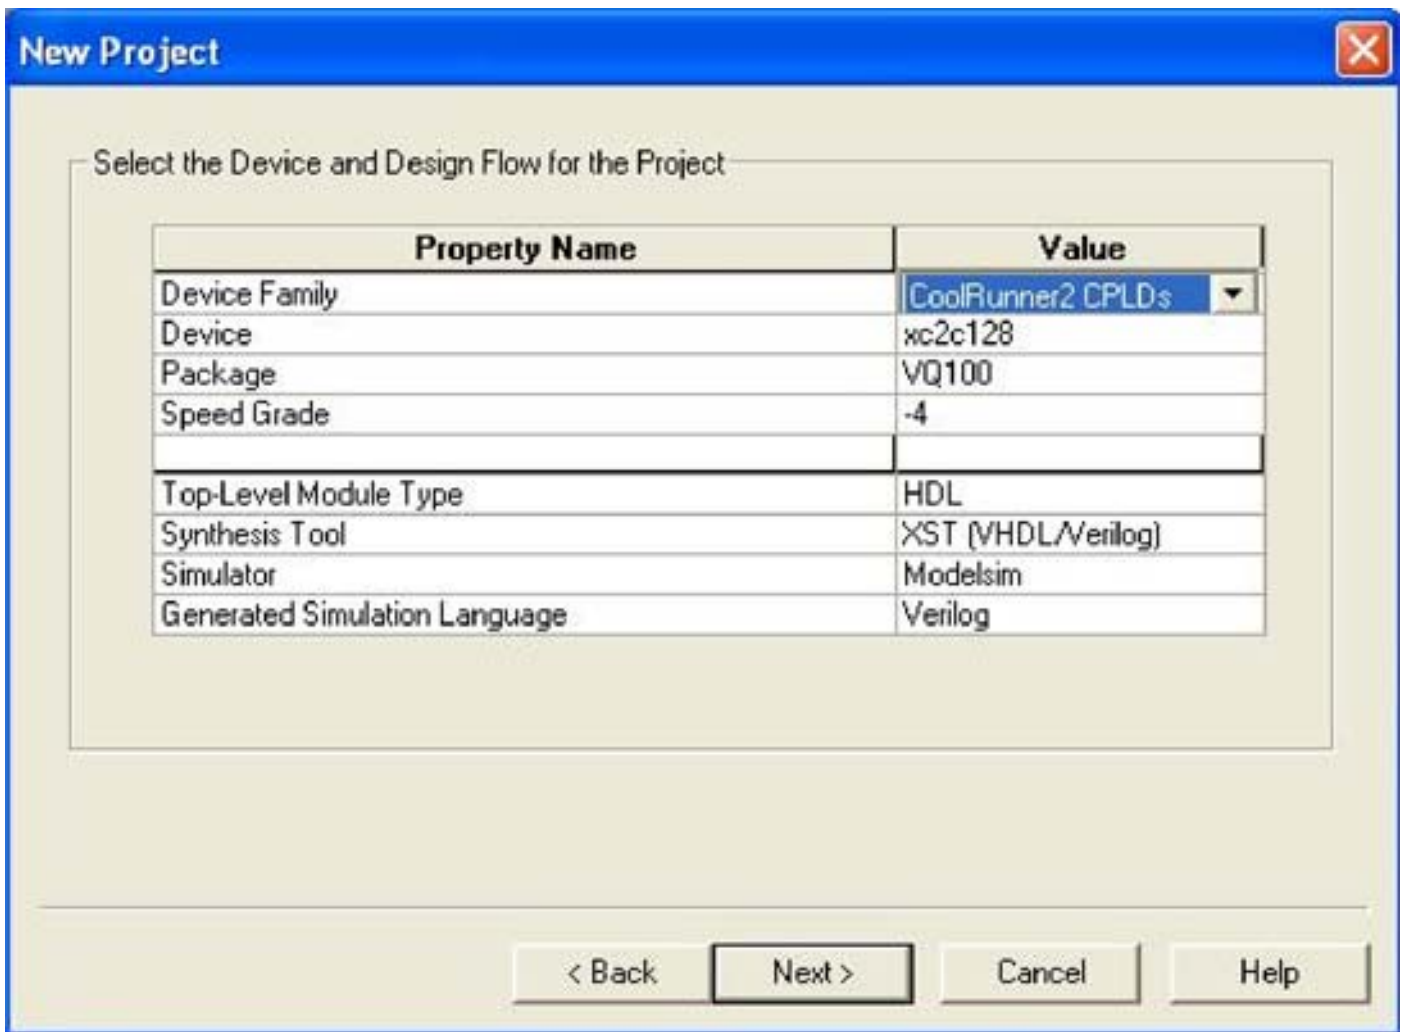 New Project
Select the Device and Design Flow for the Project
Property Name Value
Device Family CoolRunner2 CPLDs
Device xc2c128
Package VQ100
Speed Grade -4
Top-Level Module Type HDL
Synthesis Tool XST (VHDL/Verilog)
Simulator Modelsim
Generated Simulation Language Verilog
< Back Next > Cancel Help